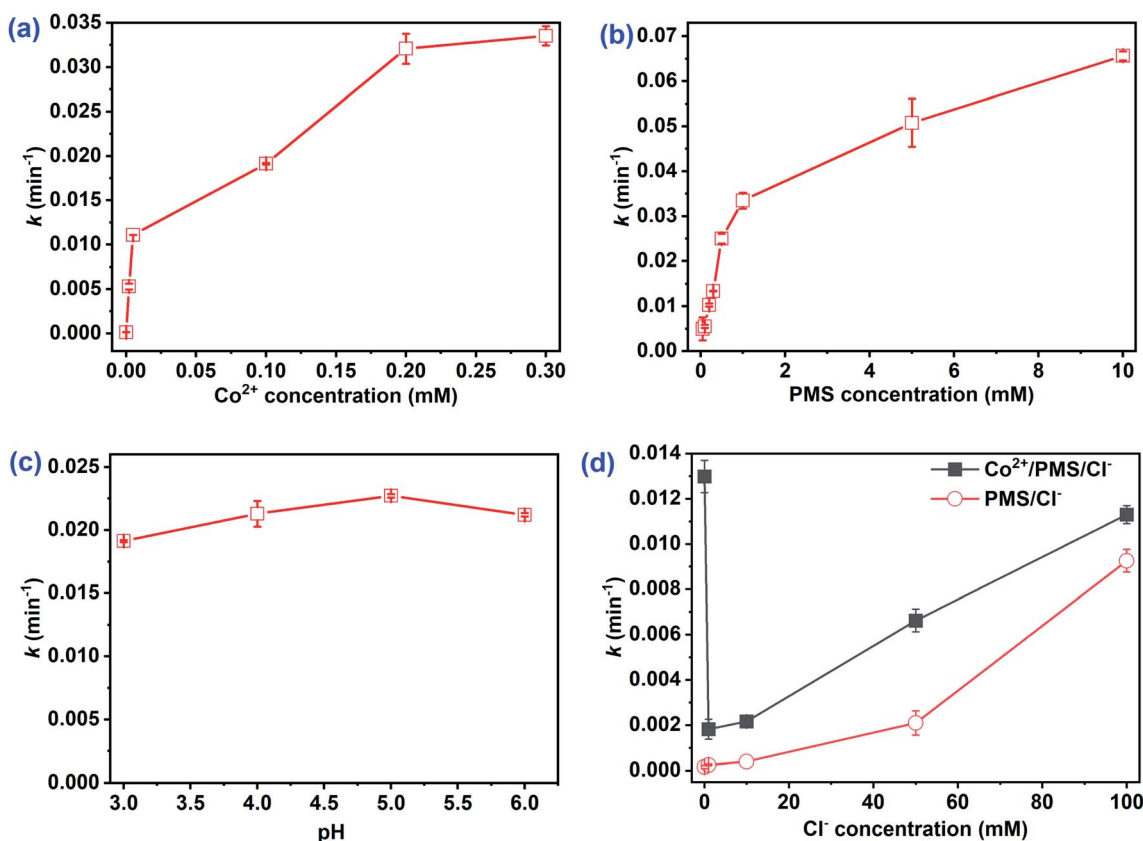 (a)
k (min⁻¹)
0.035
0.030
0.025
0.020
0.015
0.010
0.005
0.000
0.00 0.05 0.10 0.15 0.20 0.25 0.30
Co²⁺ concentration (mM)
(b)
k (min⁻¹)
0.07
0.06
0.05
0.04
0.03
0.02
0.01
0.00
0 2 4 6 8 10
PMS concentration (mM)
(c)
k (min⁻¹)
0.025
0.020
0.015
0.010
0.005
0.000
3.0 3.5 4.0 4.5 5.0 5.5 6.0
pH
(d)
k (min⁻¹)
0.014
0.012
0.010
0.008
0.006
0.004
0.002
0.000
Co²⁺/PMS/Cl⁻
PMS/Cl⁻
0 20 40 60 80 100
Cl⁻ concentration (mM)